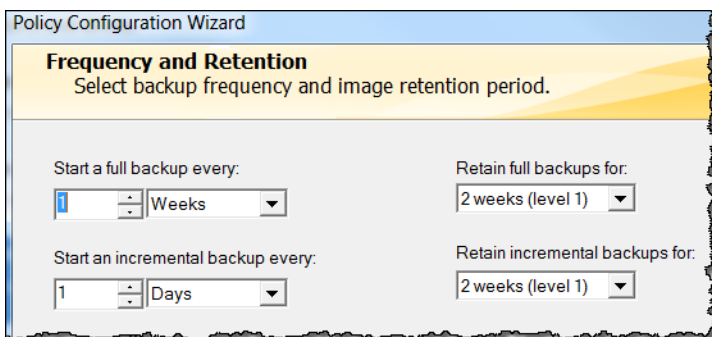 Policy Configuration Wizard
Frequency and Retention
Select backup frequency and image retention period.
Start a full backup every:
1 Weeks
Retain full backups for:
2 weeks (level 1)
Start an incremental backup every:
1 Days
Retain incremental backups for:
2 weeks (level 1)